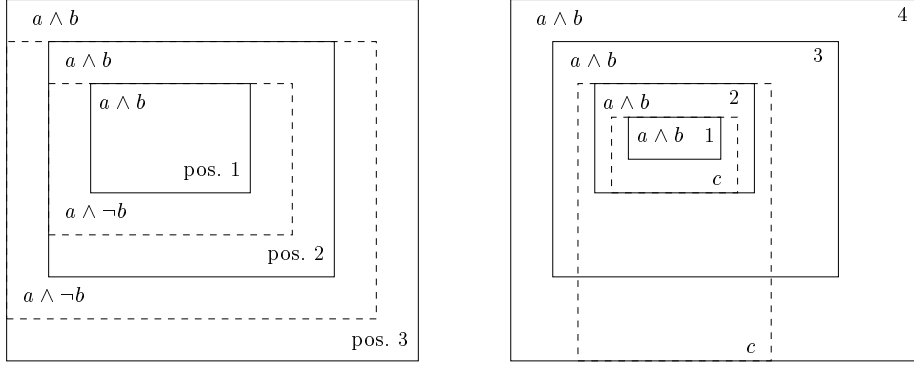 a ∧ b
a ∧ b
a ∧ b
pos. 1
a ∧ ¬b
pos. 2
a ∧ ¬b
pos. 3
a ∧ b 4
a ∧ b 3
a ∧ b 2
a ∧ b 1
c
c